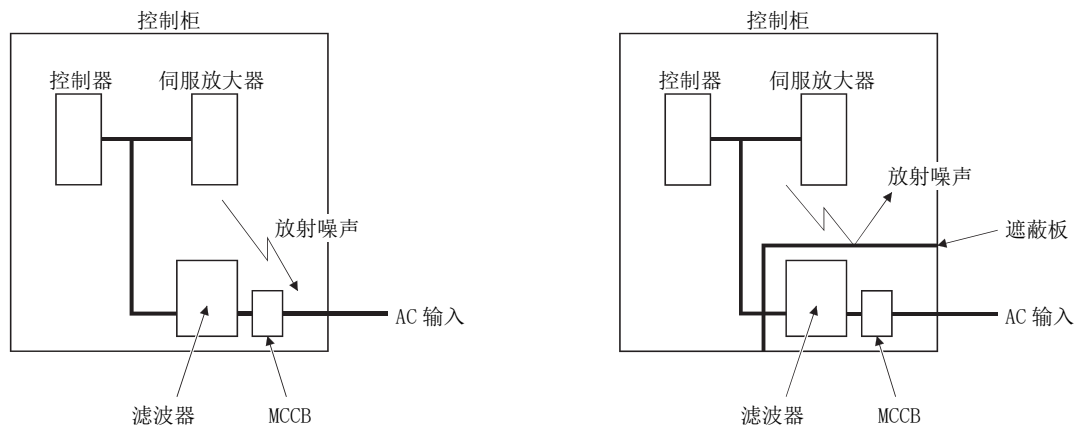 控制柜
控制器
伺服放大器
放射噪声
AC 输入
滤波器
MCCB
控制柜
控制器
伺服放大器
放射噪声
遮蔽板
AC 输入
滤波器
MCCB